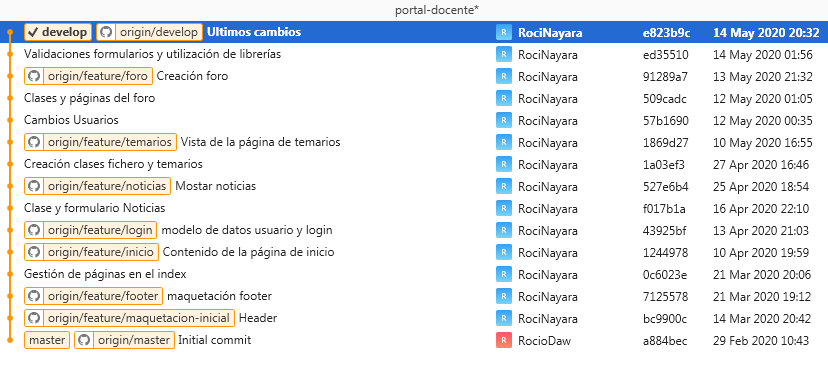 portal-docente*
✔ develop origin/develop Ultimos cambios R RociNayara e823b9c 14 May 2020 20:32
Validaciones formularios y utilización de librerías R RociNayara ed35510 14 May 2020 01:56
origin/feature/foro Creación foro R RociNayara 91289a7 13 May 2020 21:32
Clases y páginas del foro R RociNayara 509cadc 12 May 2020 01:05
Cambios Usuarios R RociNayara 57b1690 12 May 2020 00:35
origin/feature/temarios Vista de la página de temarios R RociNayara 1869d27 10 May 2020 16:55
Creación clases fichero y temarios R RociNayara 1a03ef3 27 Apr 2020 16:46
origin/feature/noticias Mostar noticias R RociNayara 527e6b4 25 Apr 2020 18:54
Clase y formulario Noticias R RociNayara f017b1a 16 Apr 2020 22:10
origin/feature/login modelo de datos usuario y login R RociNayara 43925bf 13 Apr 2020 21:03
origin/feature/inicio Contenido de la página de inicio R RociNayara 1244978 10 Apr 2020 19:59
Gestión de páginas en el index R RociNayara 0c6023e 21 Mar 2020 20:06
origin/feature/footer maquetación footer R RociNayara 7125578 21 Mar 2020 19:12
origin/feature/maquetacion-inicial Header R RociNayara bc9900c 14 Mar 2020 20:42
master origin/master Initial commit R RocioDaw a884bec 29 Feb 2020 10:43